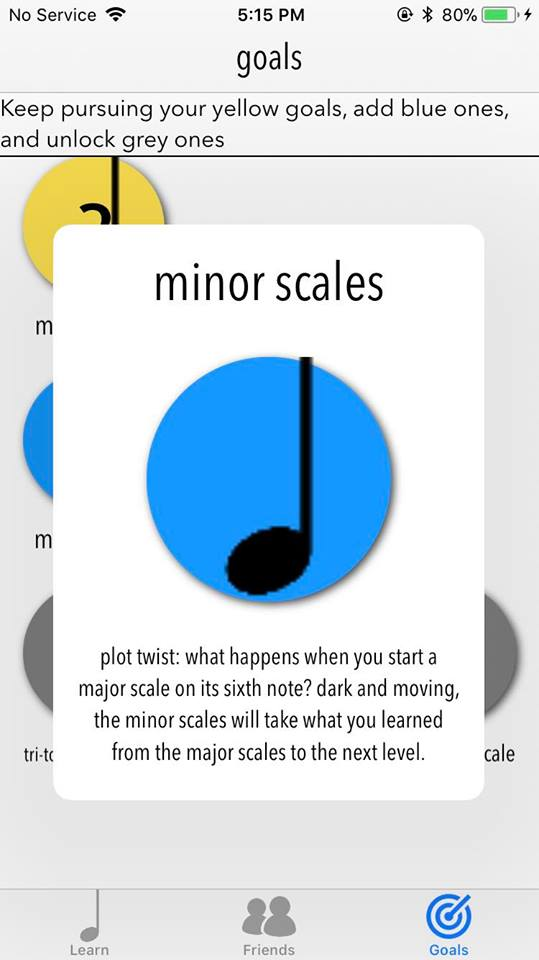 No Service 5:15 PM 80%
goals
Keep pursuing your yellow goals, add blue ones,
and unlock grey ones
minor scales
plot twist: what happens when you start a
major scale on its sixth note? dark and moving,
the minor scales will take what you learned
from the major scales to the next level.
Learn Friends Goals